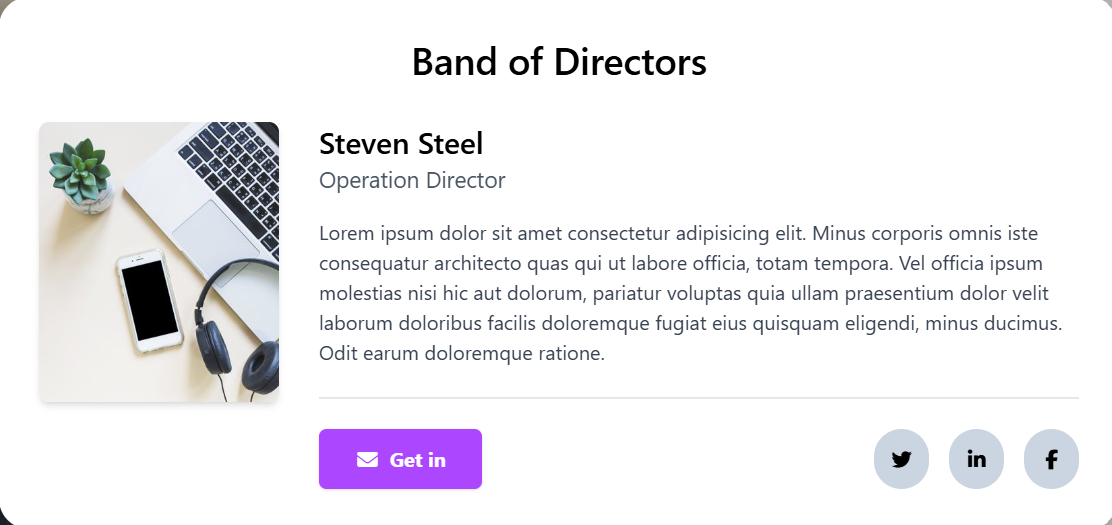 Band of Directors
Steven Steel
Operation Director
Lorem ipsum dolor sit amet consectetur adipisicing elit. Minus corporis omnis iste
consequatur architecto quas qui ut labore officia, totam tempora. Vel officia ipsum
molestias nisi hic aut dolorum, pariatur voluptas quia ullam praesentium dolor velit
laborum doloribus facilis doloremque fugiat eius quisquam eligendi, minus ducimus.
Odit earum doloremque ratione.
Get in